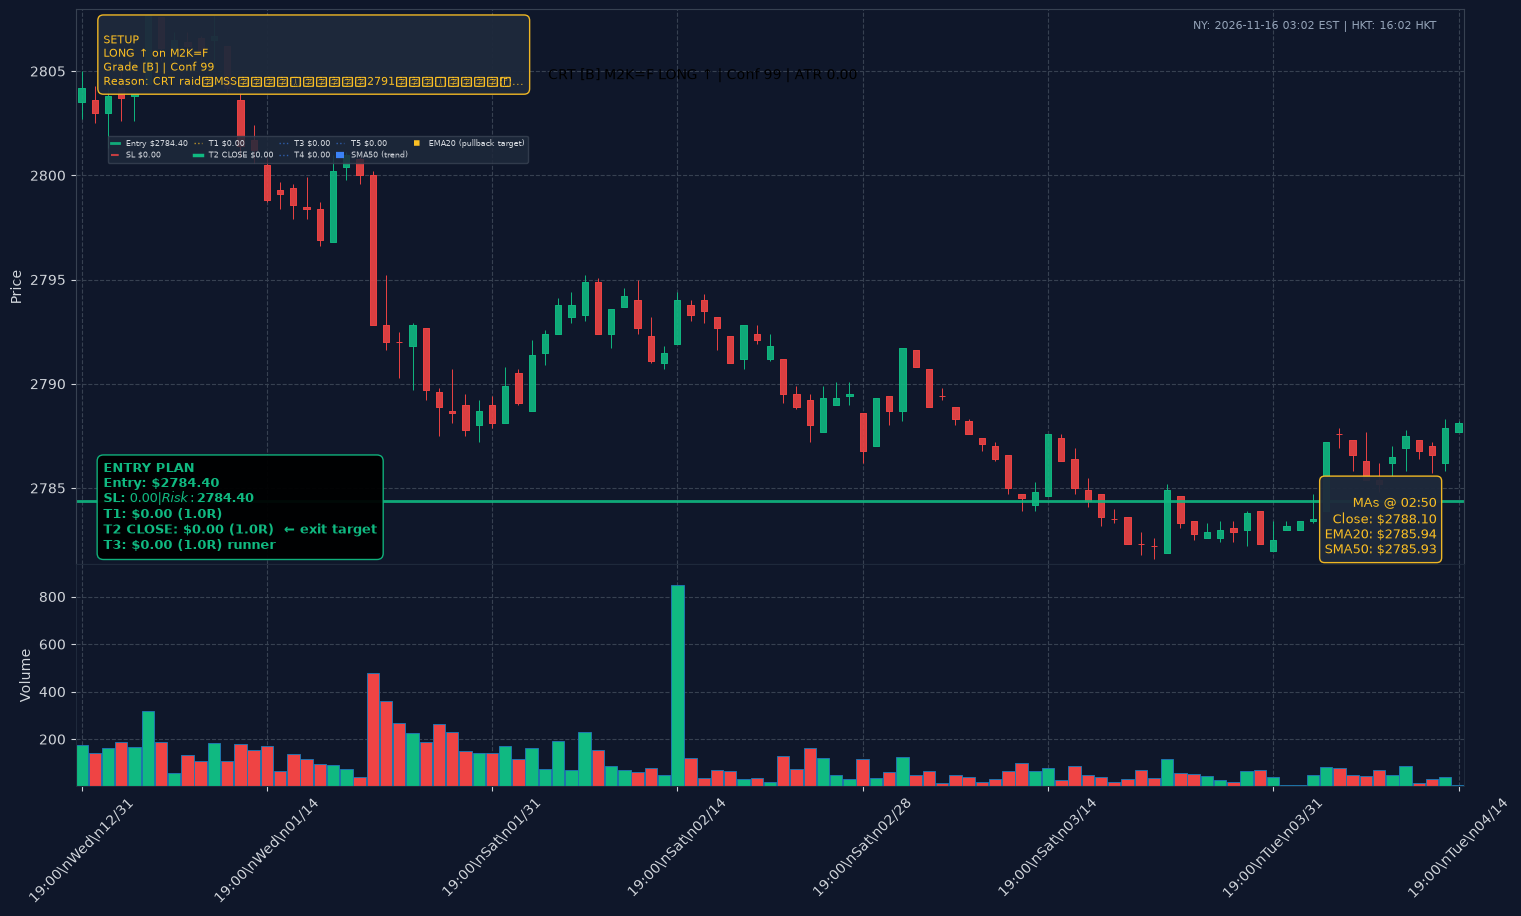 NY: 2026-11-16 03:02 EST | HKT: 16:02 HKT
SETUP
LONG ↑ on M2K=F
Grade [B] | Conf 99
Reason: CRT raid MSS 2791 ...
CRT [B] M2K=F LONG ↑ | Conf 99 | ATR 0.00
Entry $2784.40 T1 $0.00 T3 $0.00 T5 $0.00 EMA20 (pullback target)
SL $0.00 T2 CLOSE $0.00 T4 $0.00 SMA50 (trend)
Price
2805
2800
2795
2790
2785
ENTRY PLAN
Entry: $2784.40
SL: 0.00|Risk:2784.40
T1: $0.00 (1.0R)
T2 CLOSE: $0.00 (1.0R) ← exit target
T3: $0.00 (1.0R) runner
MAs @ 02:50
Close: $2788.10
EMA20: $2785.94
SMA50: $2785.93
Volume
800
600
400
200
19:00\nWed\n12/31
19:00\nWed\n01/14
19:00\nSat\n01/31
19:00\nSat\n02/14
19:00\nSat\n02/28
19:00\nSat\n03/14
19:00\nTue\n03/31
19:00\nTue\n04/14